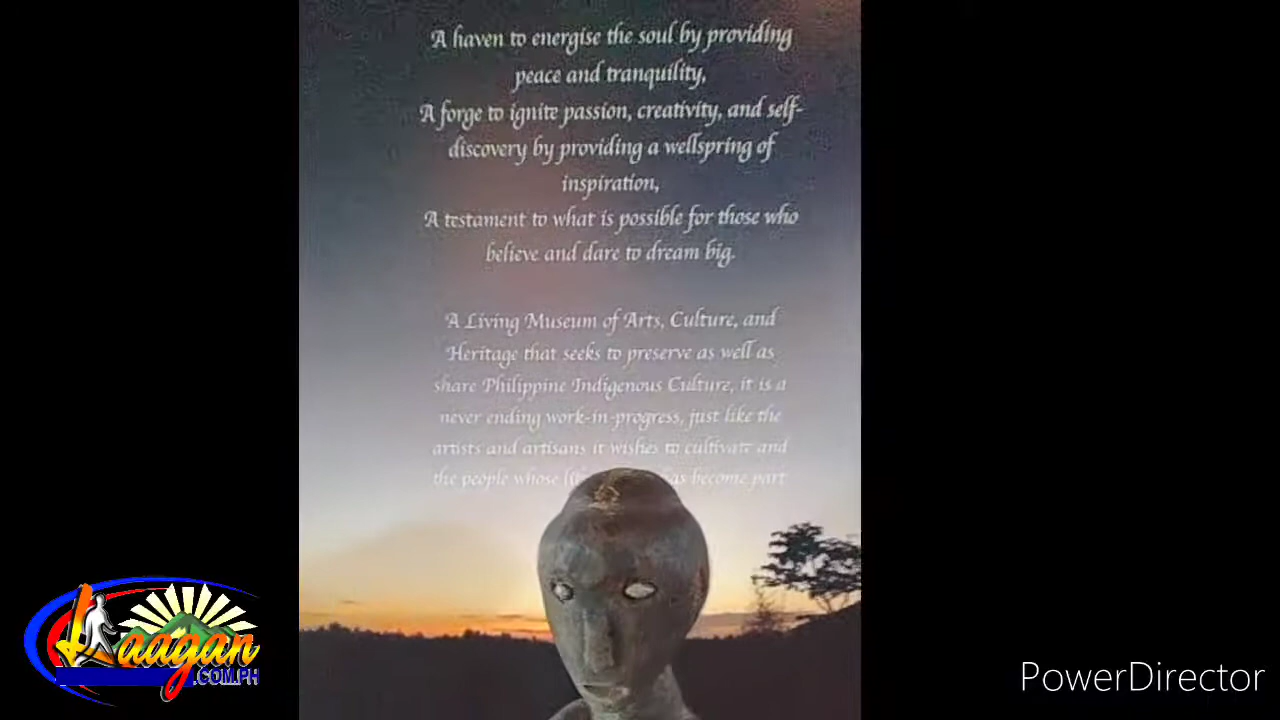 A haven to energise the soul by providing
peace and tranquility,
A forge to ignite passion, creativity, and self-
discovery by providing a wellspring of
inspiration,
A testament to what is possible for those who
believe and dare to dream big.
A Living Museum of Arts, Culture, and
Heritage that seeks to preserve as well as
share Philippine Indigenous Culture, it is a
never ending work-in-progress, just like the
artists and artisans it wishes to cultivate and
the people whose become part
Laagan
.COM.PH
PowerDirector